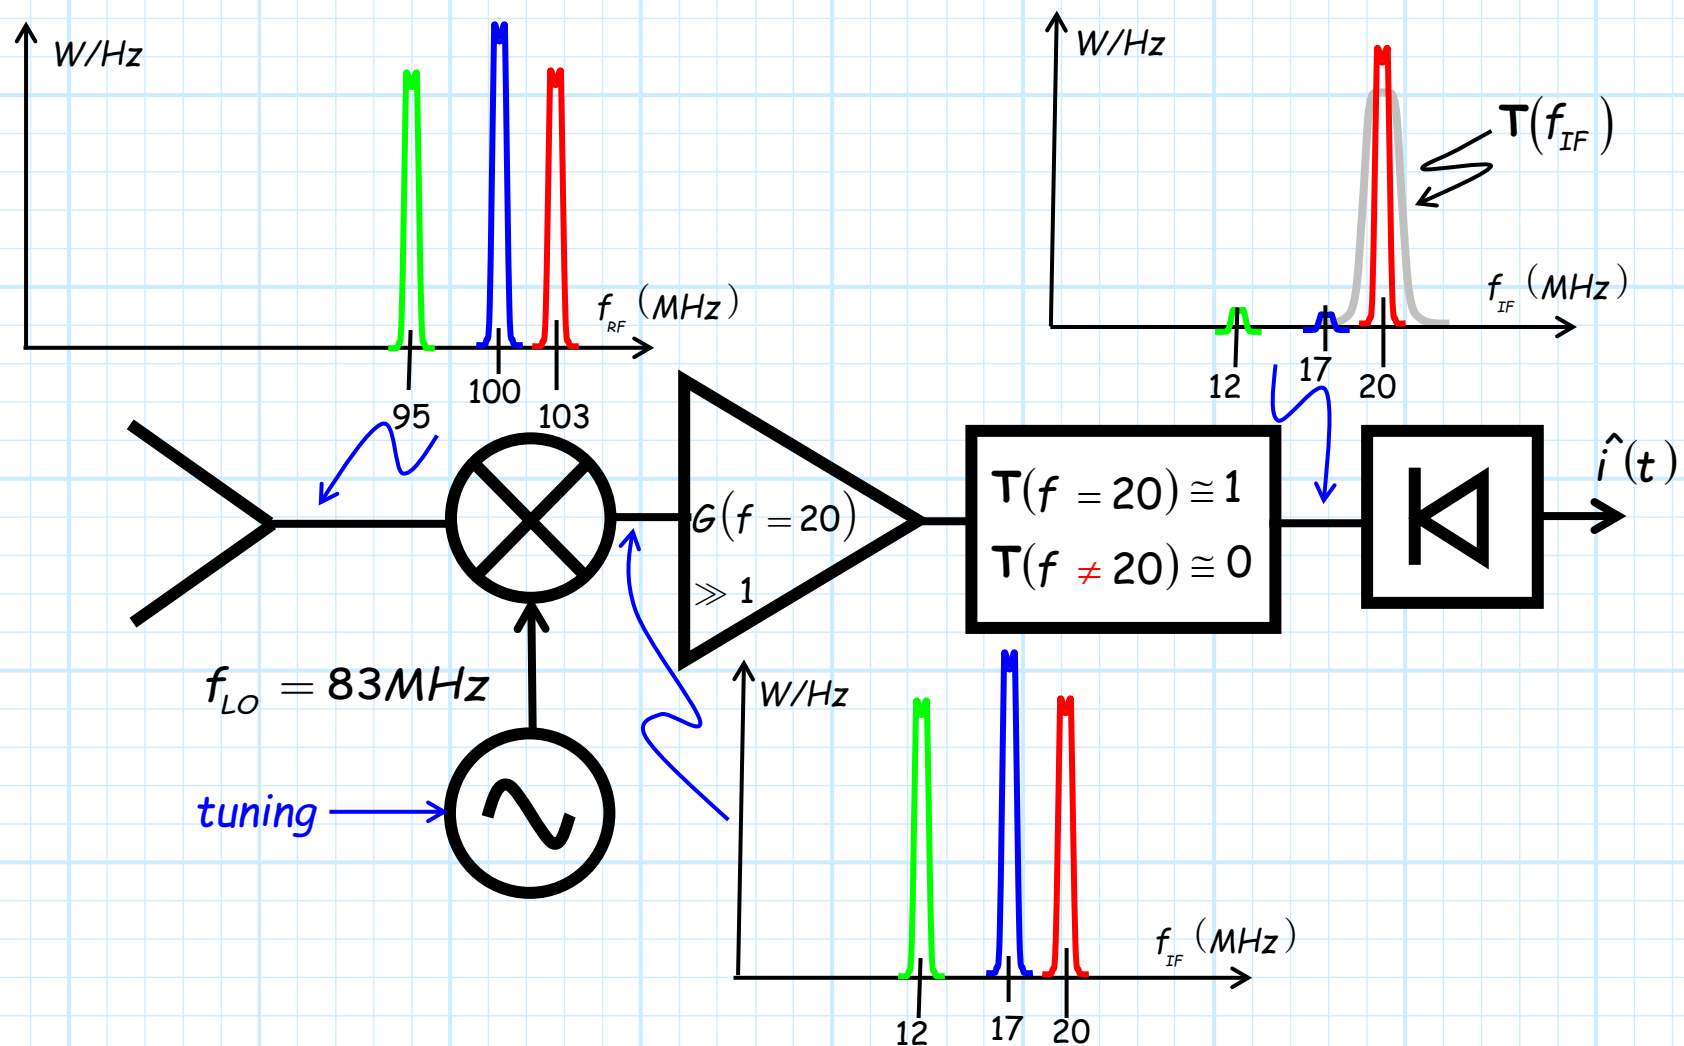 W/Hz
f_RF (MHz)
95
100
103
W/Hz
T(f_IF)
f_IF (MHz)
12
17
20
G(f = 20)
≫ 1
T(f = 20) ≅ 1
T(f ≠ 20) ≅ 0
î(t)
f_LO = 83MHz
tuning
W/Hz
f_IF (MHz)
12
17
20